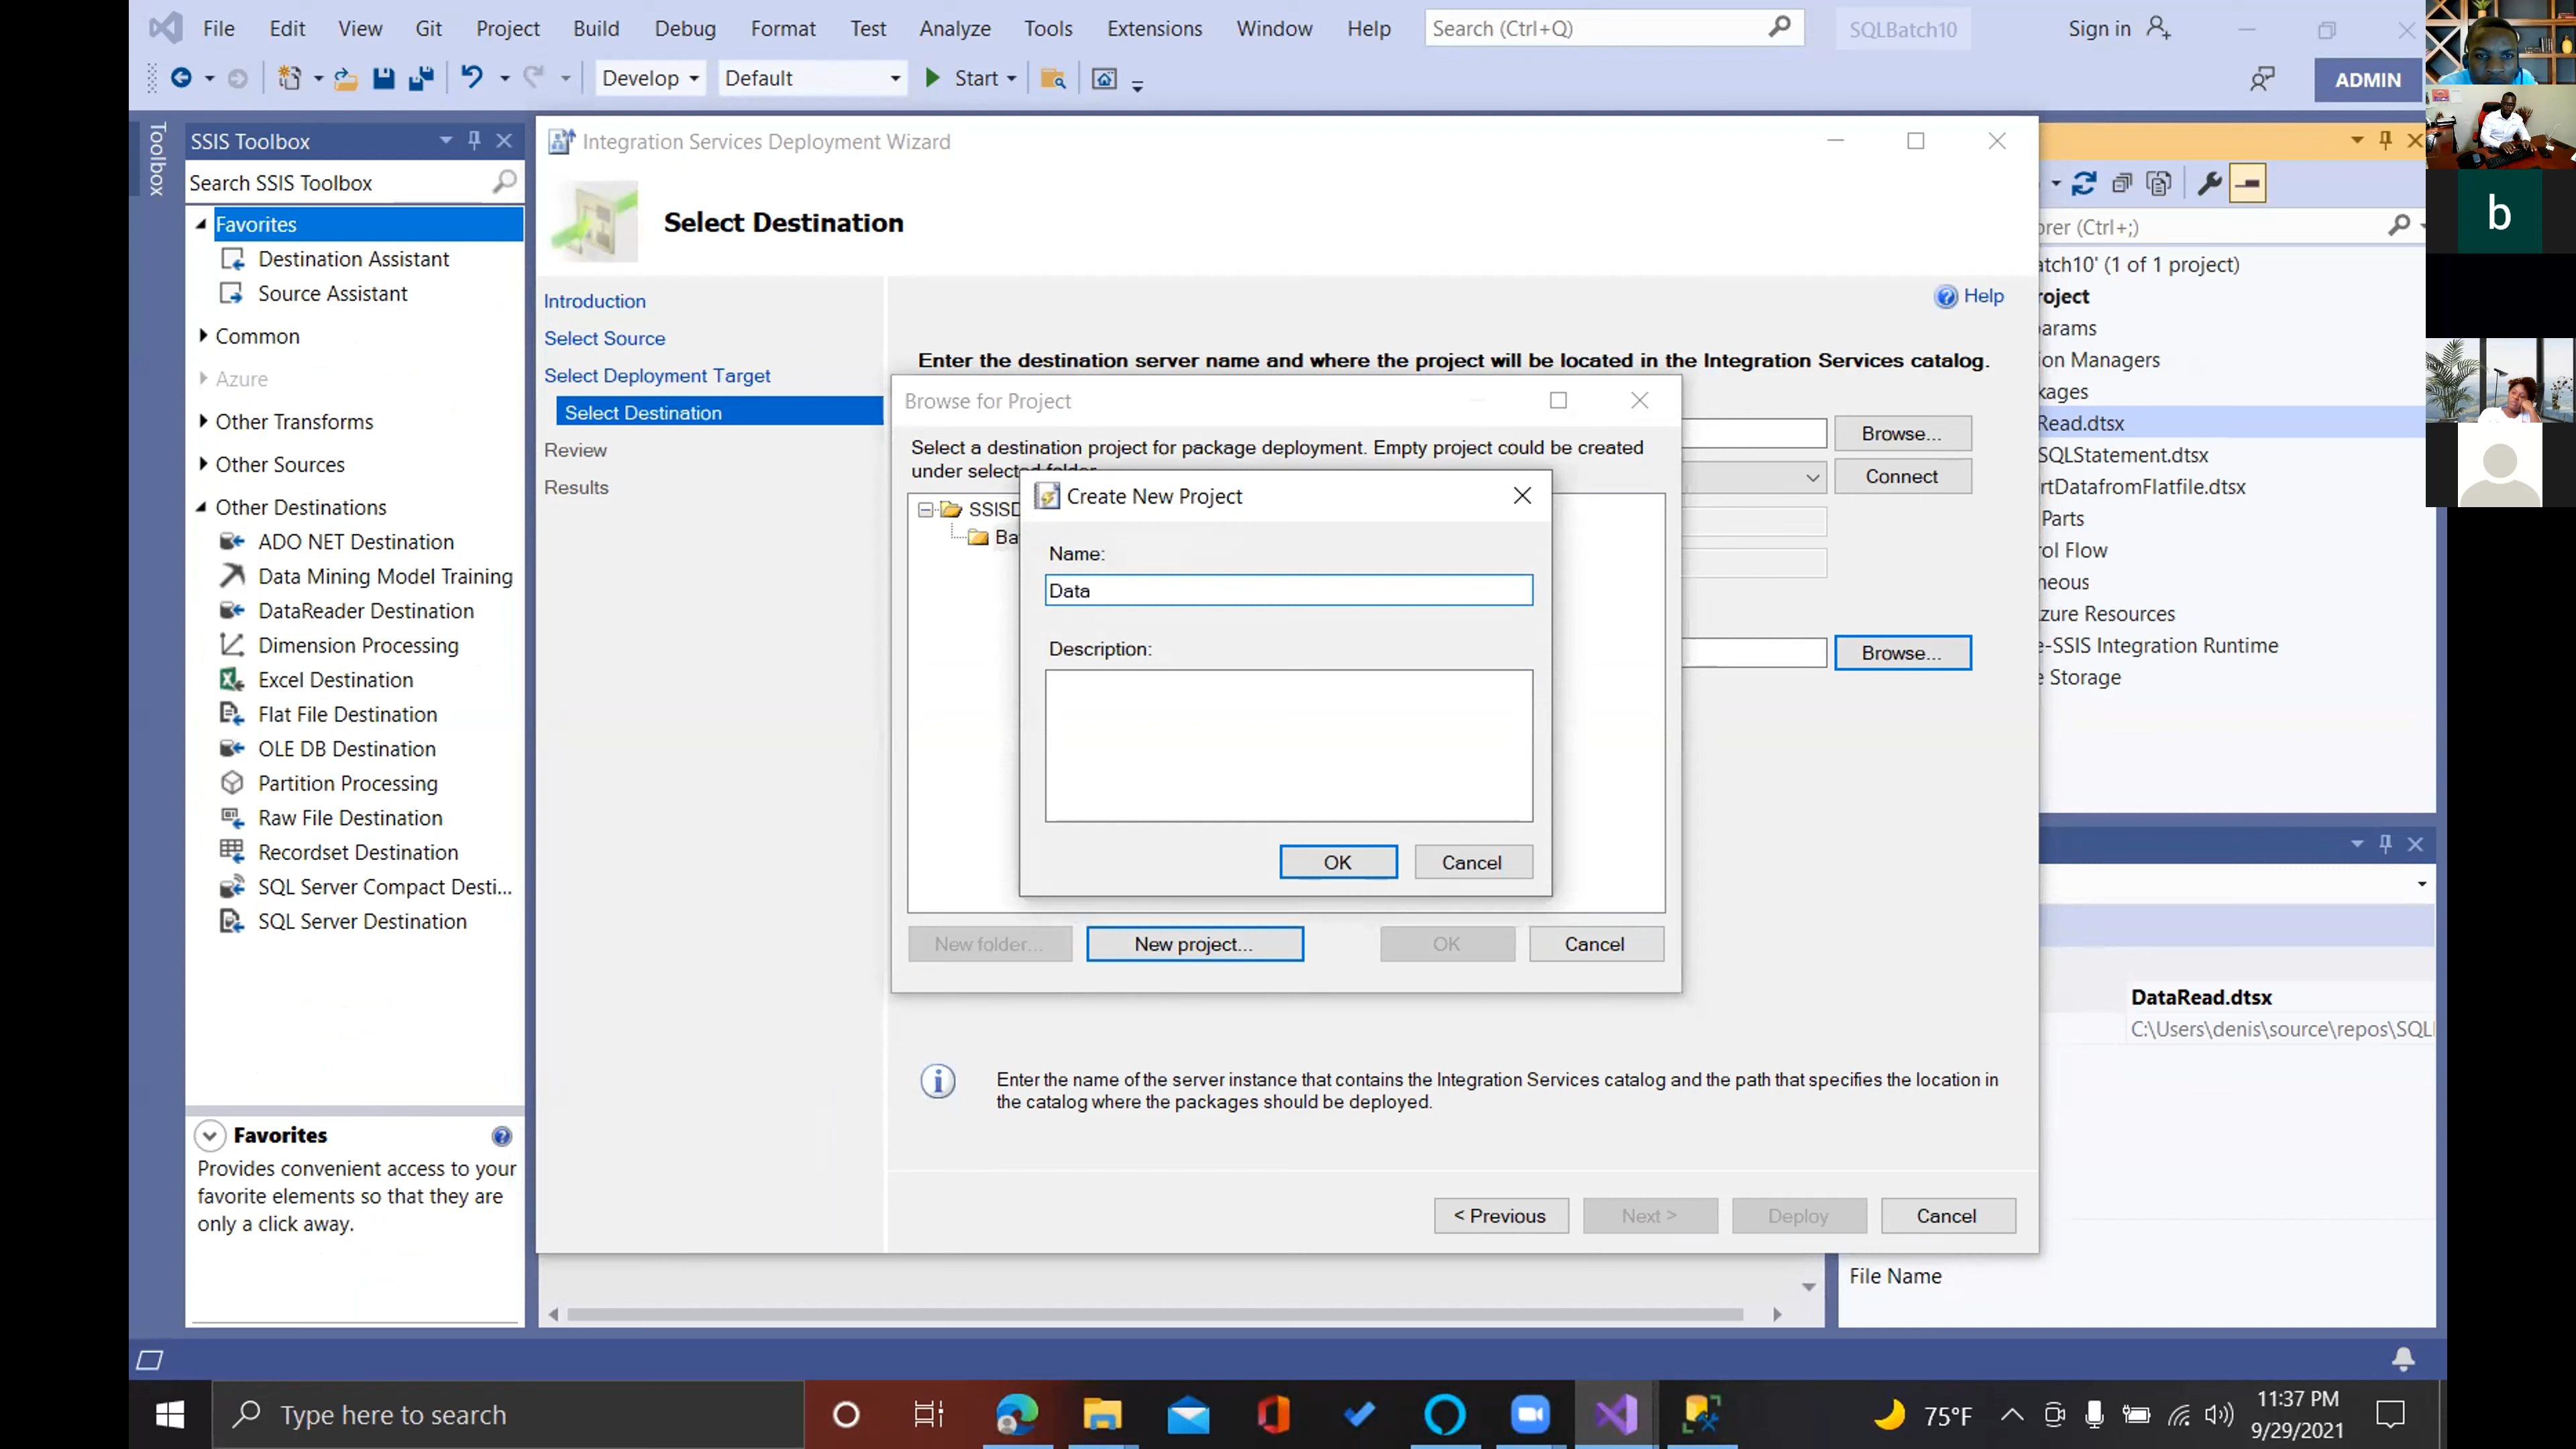 File Edit View Git Project Build Debug Format Test Analyze Tools Extensions Window Help Search (Ctrl+Q) SQLBatch10 Sign in
Develop Default Start ADMIN
Toolbox
SSIS Toolbox
Search SSIS Toolbox
Favorites
Destination Assistant
Source Assistant
Common
Azure
Other Transforms
Other Sources
Other Destinations
ADO NET Destination
Data Mining Model Training
DataReader Destination
Dimension Processing
Excel Destination
Flat File Destination
OLE DB Destination
Partition Processing
Raw File Destination
Recordset Destination
SQL Server Compact Desti...
SQL Server Destination
Favorites
Provides convenient access to your
favorite elements so that they are
only a click away.
Integration Services Deployment Wizard
Select Destination
Introduction
Select Source
Select Deployment Target
Select Destination
Review
Results
Help
Enter the destination server name and where the project will be located in the Integration Services catalog.
Browse...
Connect
Browse...
Browse for Project
Select a destination project for package deployment. Empty project could be created
under selected folder.
SSISD
Ba
Create New Project
Name:
Data
Description:
OK Cancel
New folder... New project... OK Cancel
Enter the name of the server instance that contains the Integration Services catalog and the path that specifies the location in
the catalog where the packages should be deployed.
< Previous Next > Deploy Cancel
orer (Ctrl+;)
atch10' (1 of 1 project)
roject
params
ion Managers
kages
Read.dtsx
SQLStatement.dtsx
rtDatafromFlatfile.dtsx
Parts
rol Flow
neous
zure Resources
e-SSIS Integration Runtime
e Storage
DataRead.dtsx
C:\Users\denis\source\repos\SQL
File Name
b
Type here to search
75°F
11:37 PM
9/29/2021